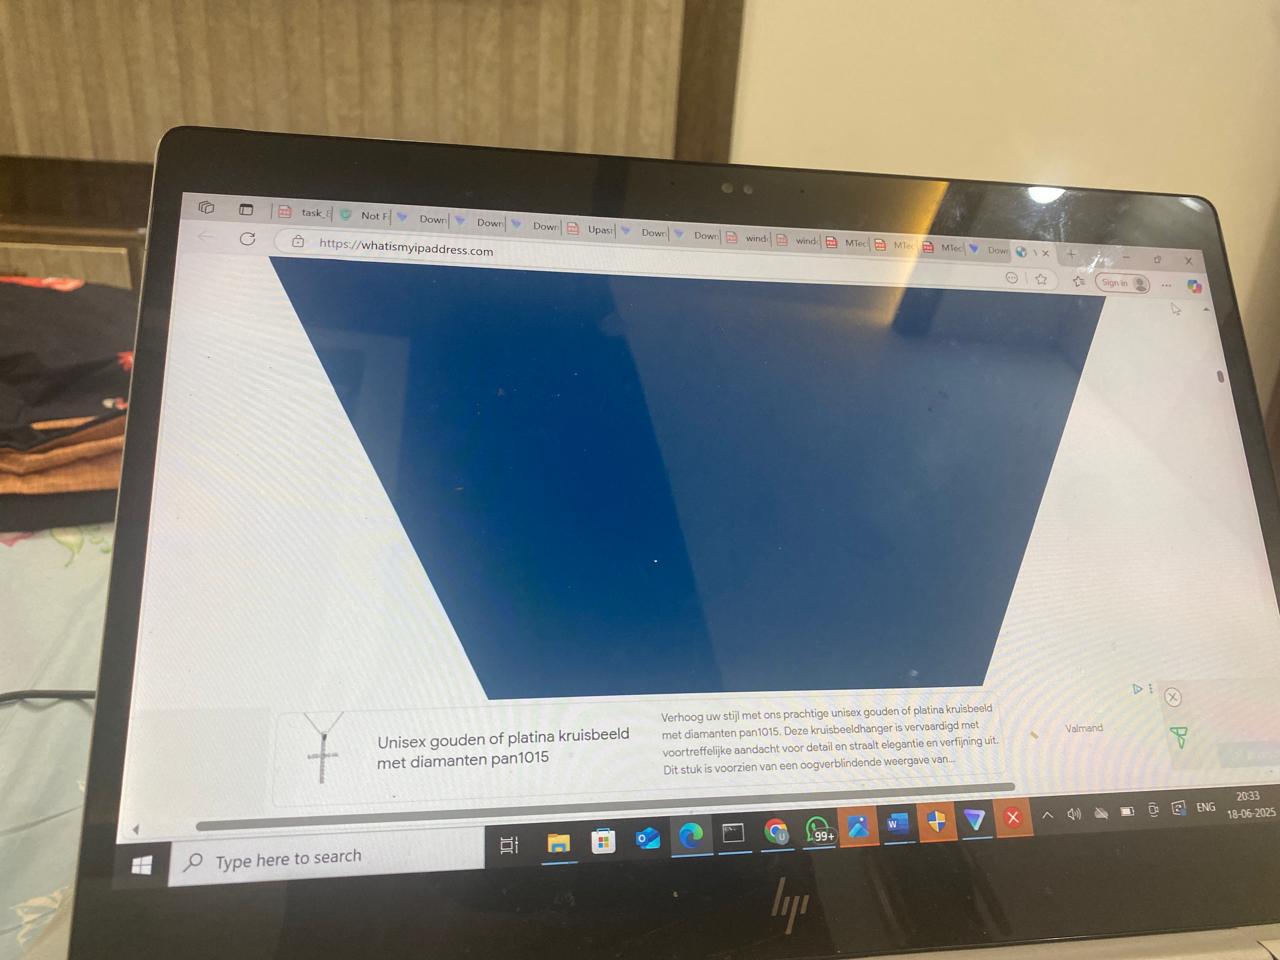 task_
Not F
Down
Down
Down
Upas
Down
Down
wind
wind
MTec
MTec
MTec
Down
https://whatismyipaddress.com
Sign in
Unisex gouden of platina kruisbeeld
met diamanten pan1015
Verhoog uw stijl met ons prachtige unisex gouden of platina kruisbeeld
met diamanten pan1015. Deze kruisbeeldhanger is vervaardigd met
voortreffelijke aandacht voor detail en straalt elegantie en verfijning uit.
Dit stuk is voorzien van een oogverblindende weergave van...
Valmand
Type here to search
99+
ENG
20:33
18-06-2025
hp